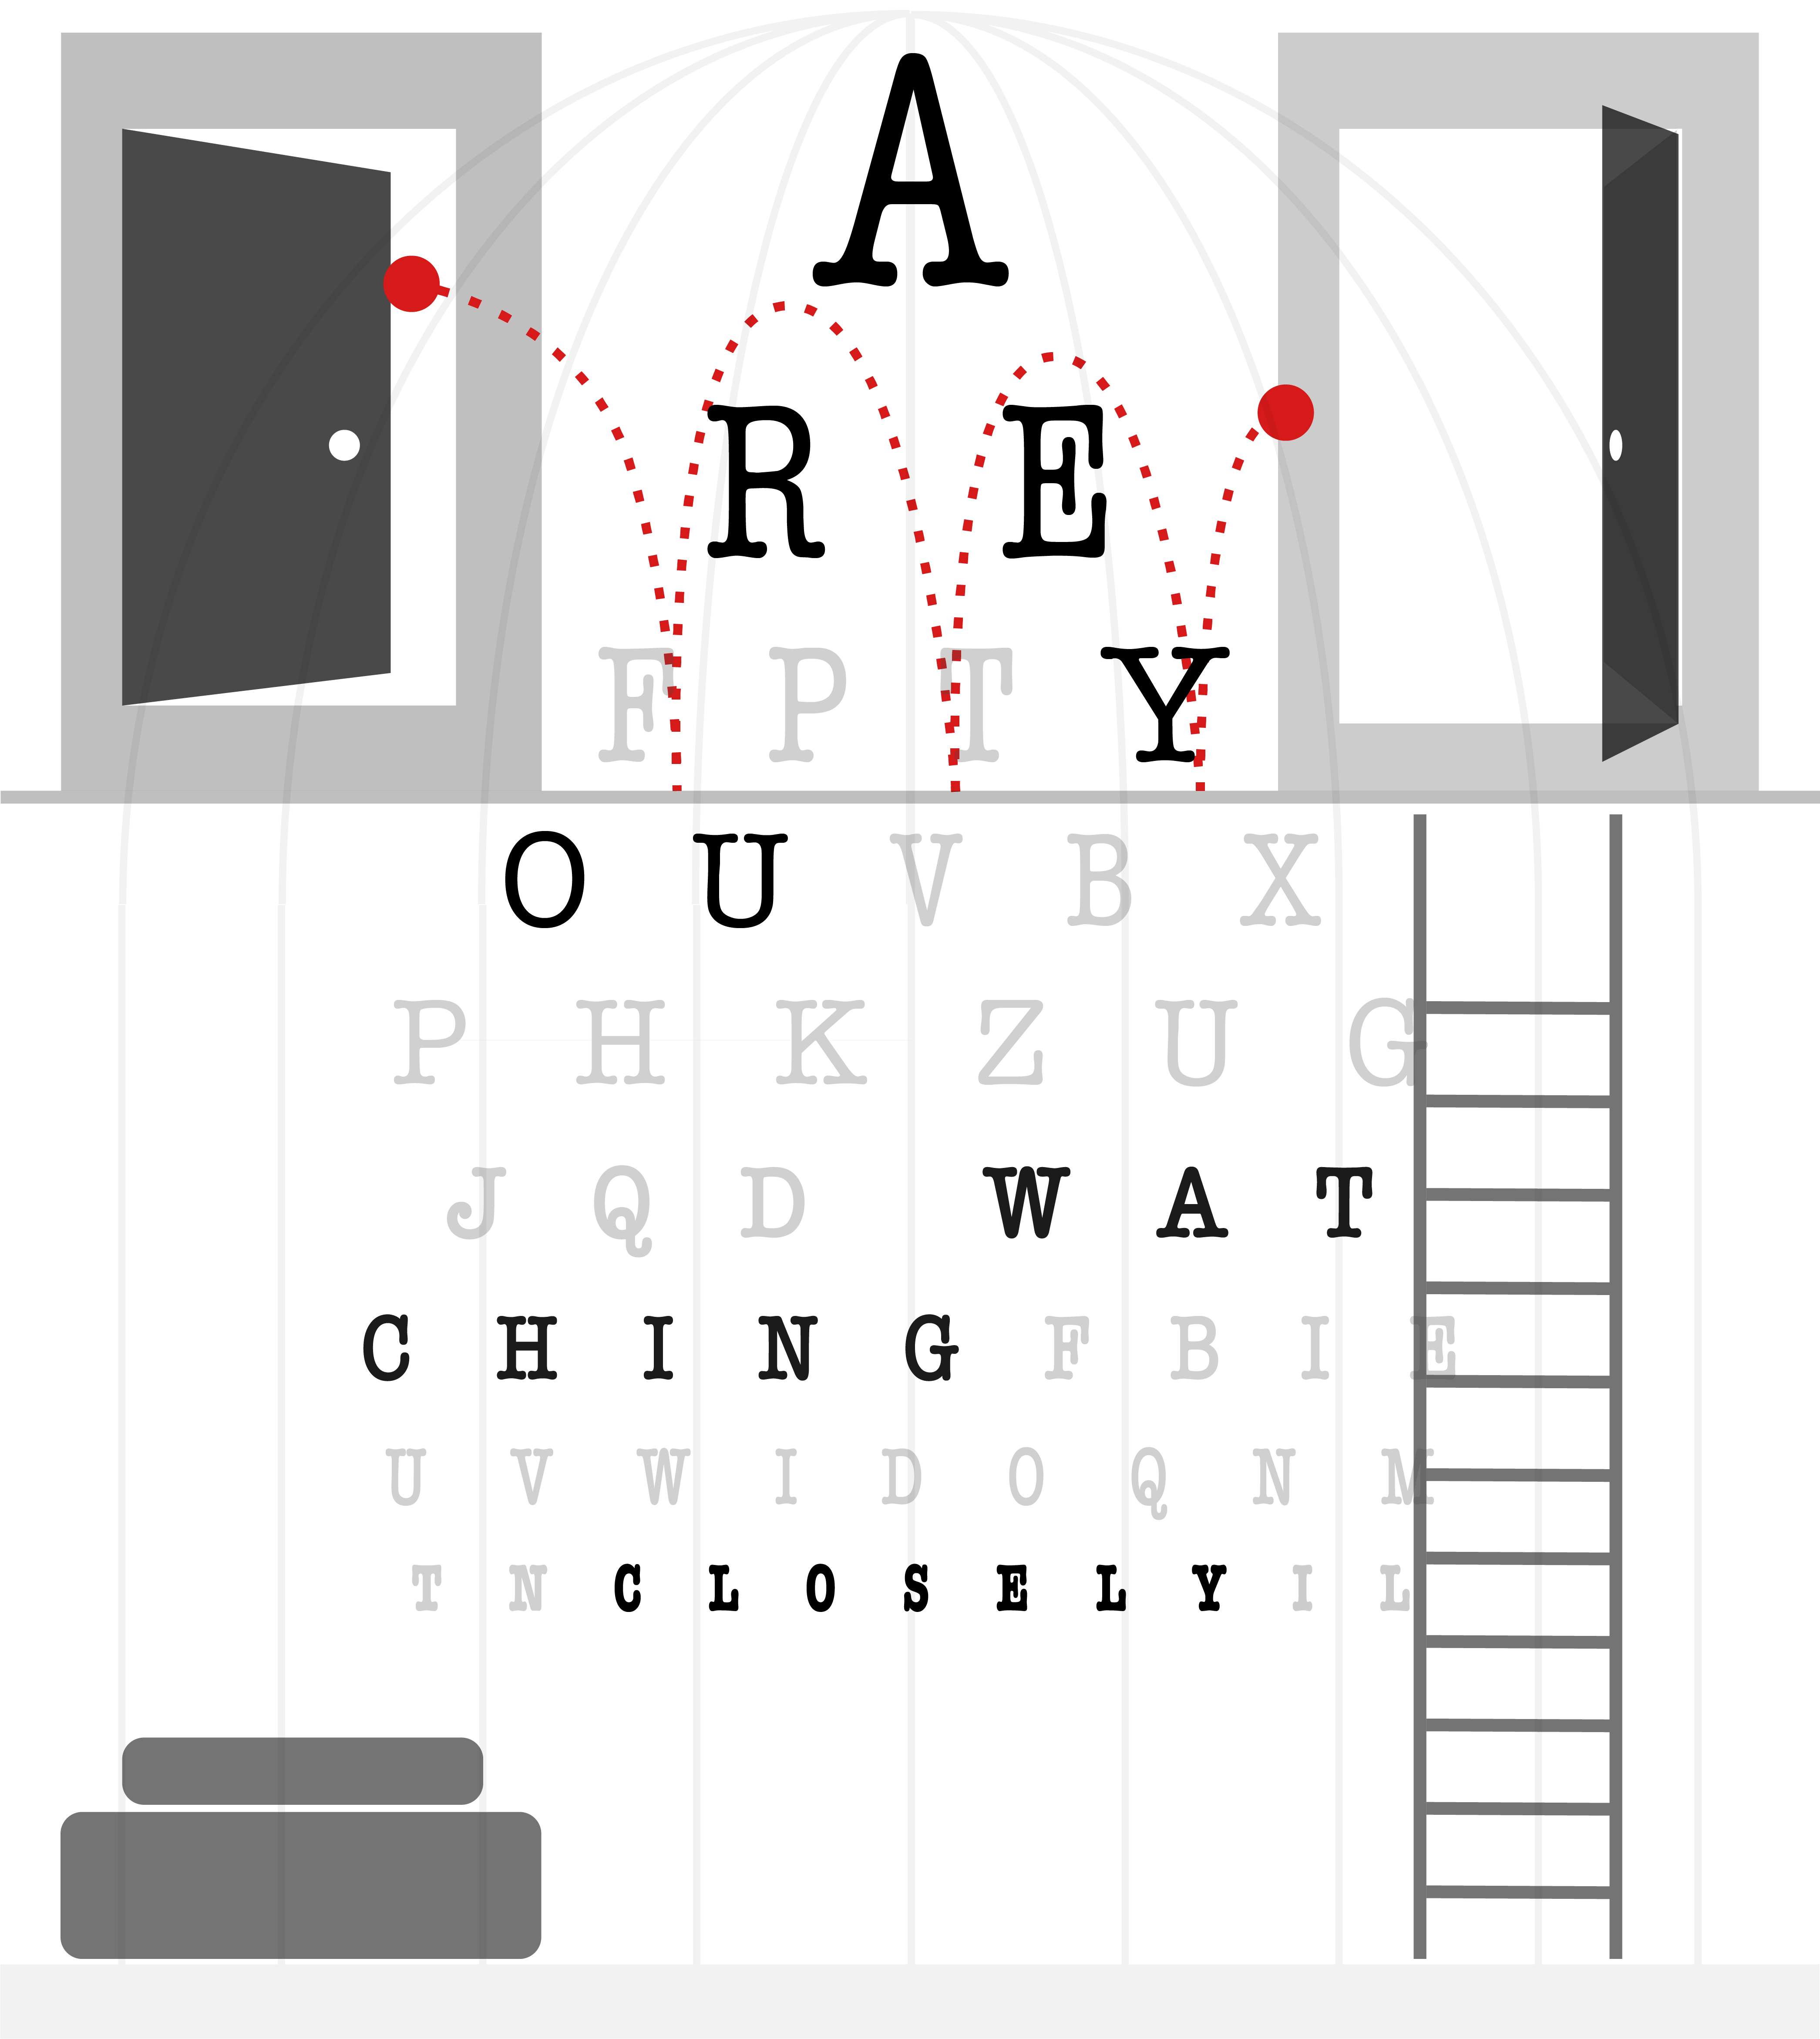 A
R E
F P T Y
O U V B X
P H K Z U G
J Q D W A T
C H I N G F B I E
U V W I D O Q N M
T N C L O S E L Y I L